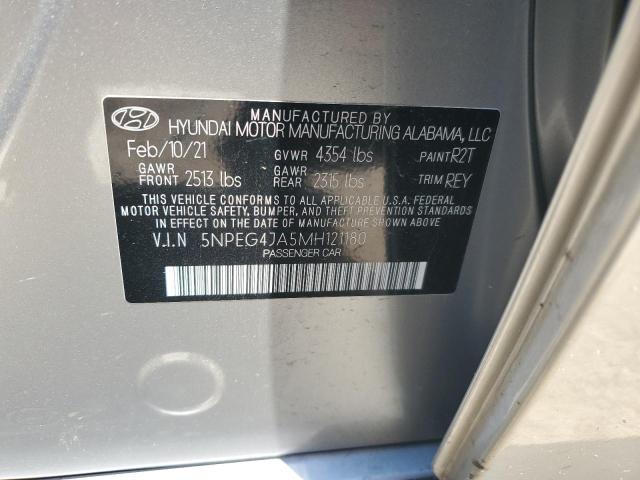 MANUFACTURED BY
HYUNDAI MOTOR MANUFACTURING ALABAMA, LLC
Feb/10/21 GVWR 4354 lbs PAINT R2T
GAWR FRONT 2513 lbs GAWR REAR 2315 lbs TRIM REY
THIS VEHICLE CONFORMS TO ALL APPLICABLE U.S.A. FEDERAL
MOTOR VEHICLE SAFETY, BUMPER, AND THEFT PREVENTION
STANDARDS IN EFFECT ON THE DATE OF MANUFACTURE SHOWN ABOVE.
V.I.N 5NPEG4JA5MH121180
PASSENGER CAR